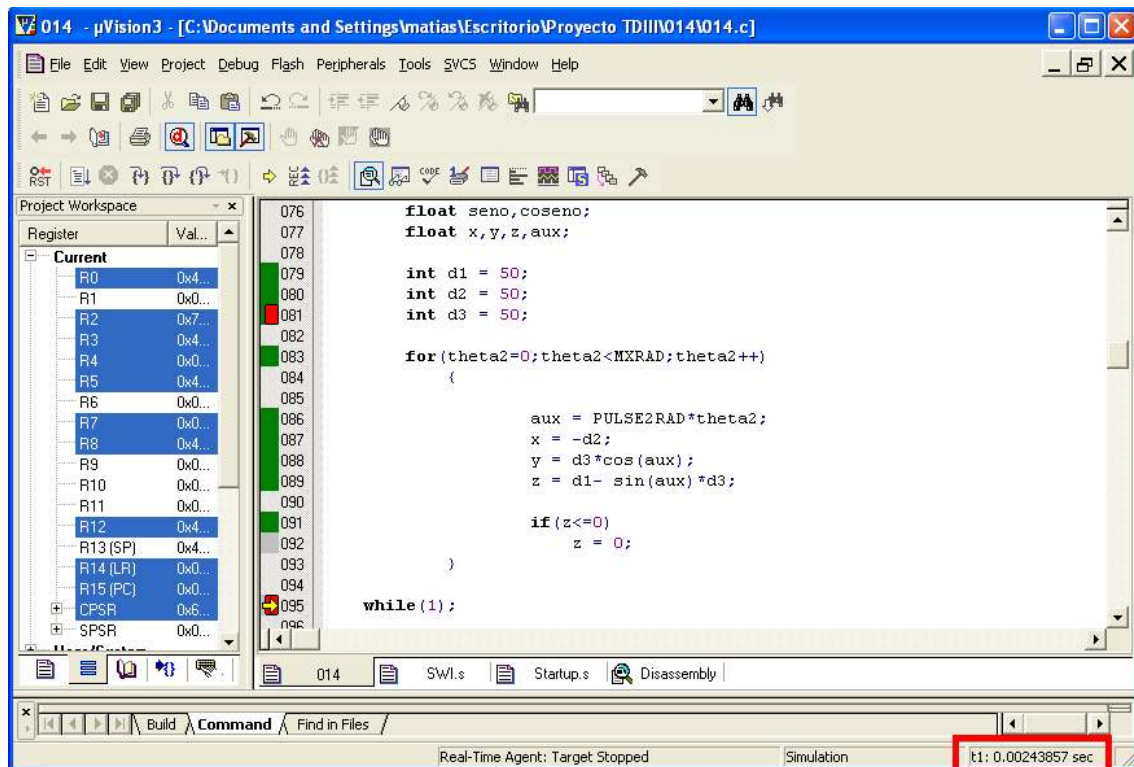 014 - µVision3 - [C:\Documents and Settings\matias\Escritorio\Proyecto TDIII\014\014.c]
File Edit View Project Debug Flash Peripherals Tools SVCS Window Help
RST CODE
Project Workspace
Register Val...
Current
R0 0x4...
R1 0x0...
R2 0x7...
R3 0x4...
R4 0x0...
R5 0x4...
R6 0x0...
R7 0x0...
R8 0x4...
R9 0x0...
R10 0x0...
R11 0x0...
R12 0x4...
R13 (SP) 0x4...
R14 (LR) 0x0...
R15 (PC) 0x0...
CPSR 0x6...
SPSR 0x0...
User/System
076 float seno,coseno;
077 float x,y,z,aux;
078
079 int d1 = 50;
080 int d2 = 50;
081 int d3 = 50;
082
083 for(theta2=0;theta2<MXRAD;theta2++)
084 {
085
086 aux = PULSE2RAD*theta2;
087 x = -d2;
088 y = d3*cos(aux);
089 z = d1- sin(aux)*d3;
090
091 if(z<=0)
092 z = 0;
093 }
094
095 while(1);
096
014 SWI.s Startup.s Disassembly
Build Command Find in Files
Real-Time Agent: Target Stopped Simulation t1: 0.00243857 sec